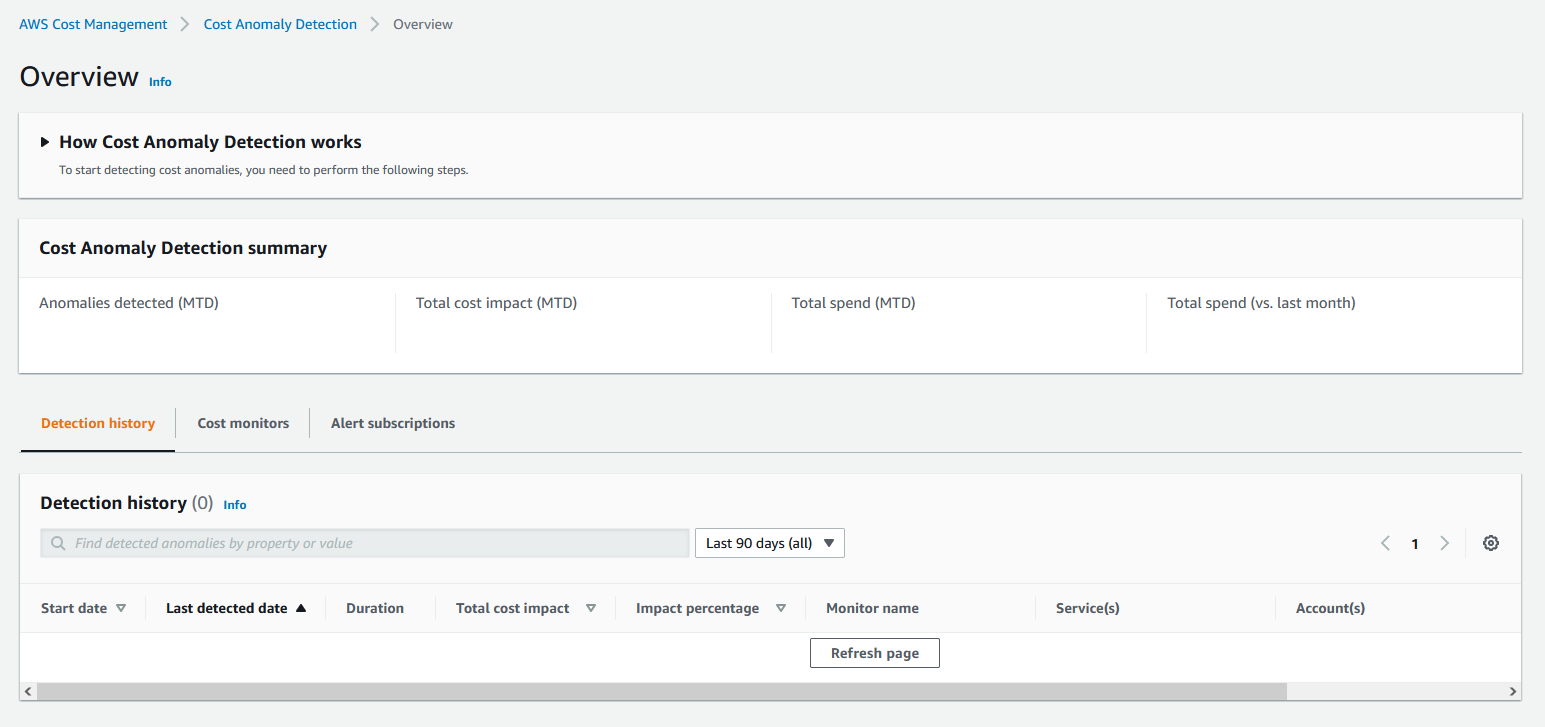 AWS Cost Management > Cost Anomaly Detection > Overview
Overview Info
How Cost Anomaly Detection works
To start detecting cost anomalies, you need to perform the following steps.
Cost Anomaly Detection summary
Anomalies detected (MTD) Total cost impact (MTD) Total spend (MTD) Total spend (vs. last month)
Detection history Cost monitors Alert subscriptions
Detection history (0) Info
Find detected anomalies by property or value Last 90 days (all) 1
Start date Last detected date Duration Total cost impact Impact percentage Monitor name Service(s) Account(s)
Refresh page